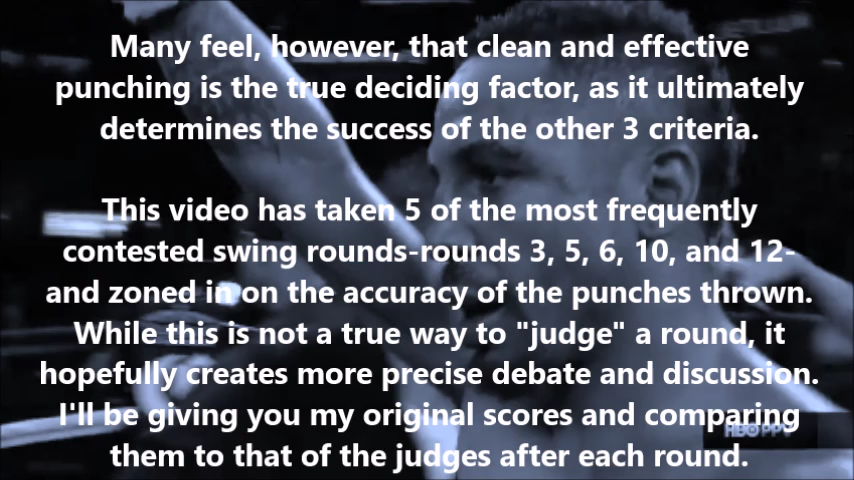 Many feel, however, that clean and effective
punching is the true deciding factor, as it ultimately
determines the success of the other 3 criteria.
This video has taken 5 of the most frequently
contested swing rounds-rounds 3, 5, 6, 10, and 12-
and zoned in on the accuracy of the punches thrown.
While this is not a true way to "judge" a round, it
hopefully creates more precise debate and discussion.
I'll be giving you my original scores and comparing
them to that of the judges after each round.
HBO PPV